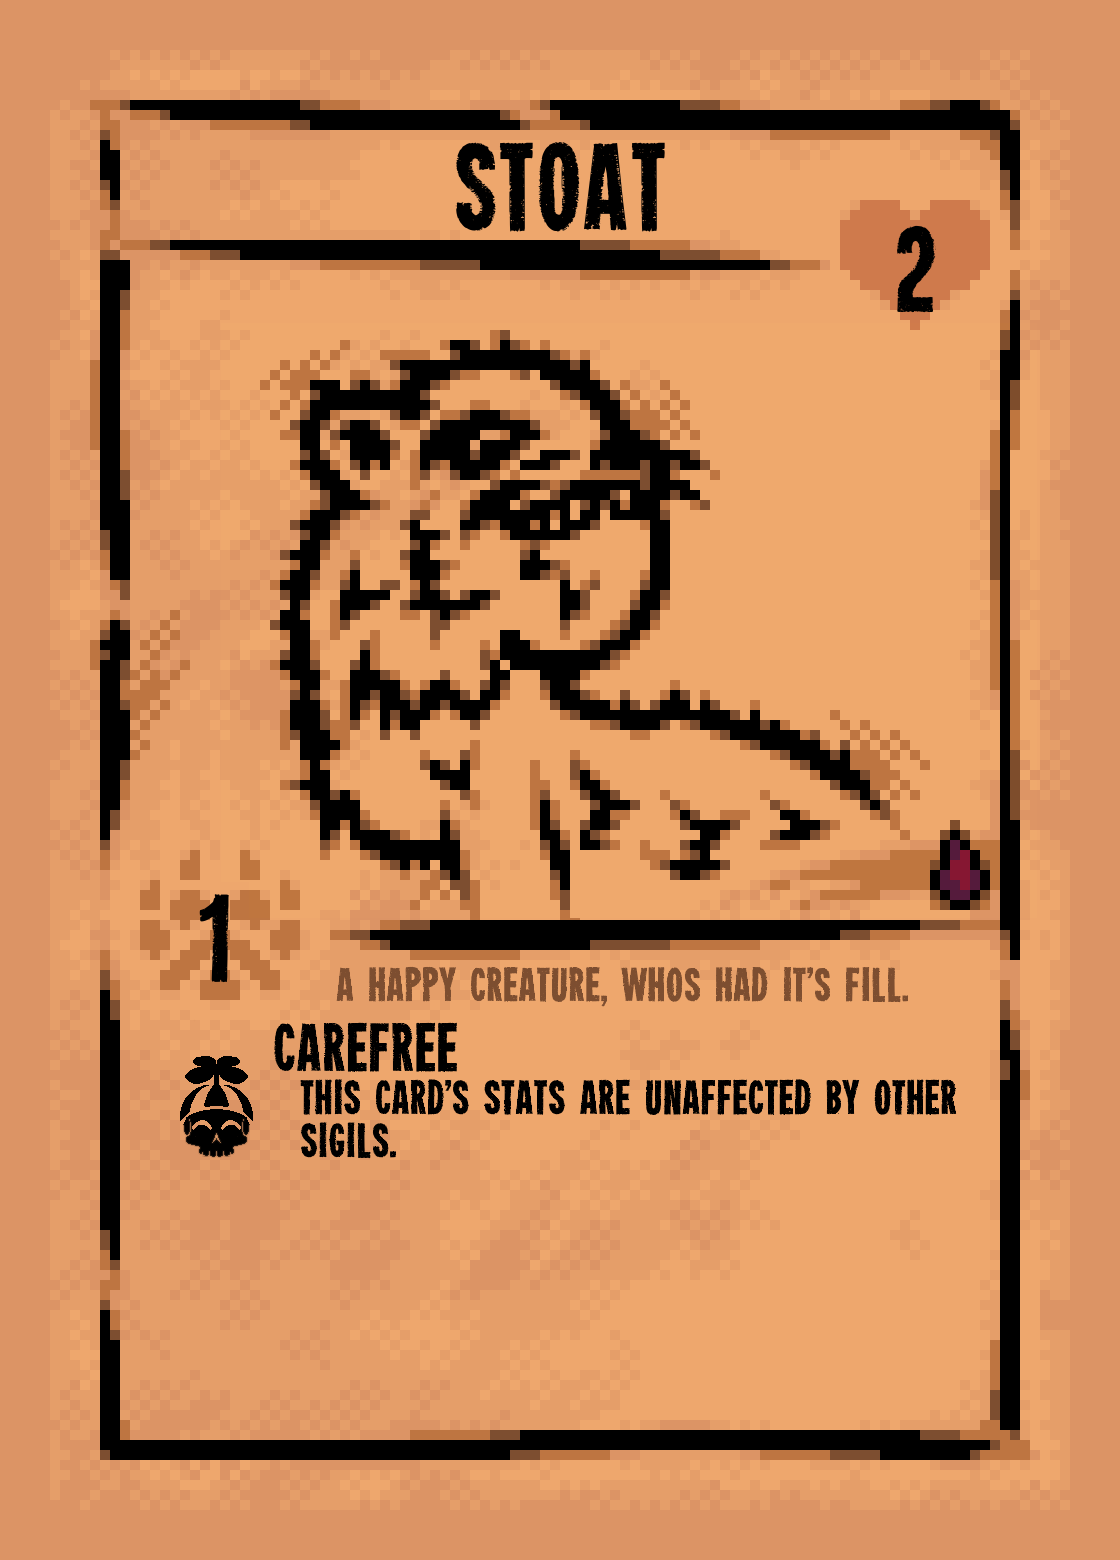 STOAT
2
1
A HAPPY CREATURE, WHOS HAD IT'S FILL.
CAREFREE
THIS CARD'S STATS ARE UNAFFECTED BY OTHER
SIGILS.